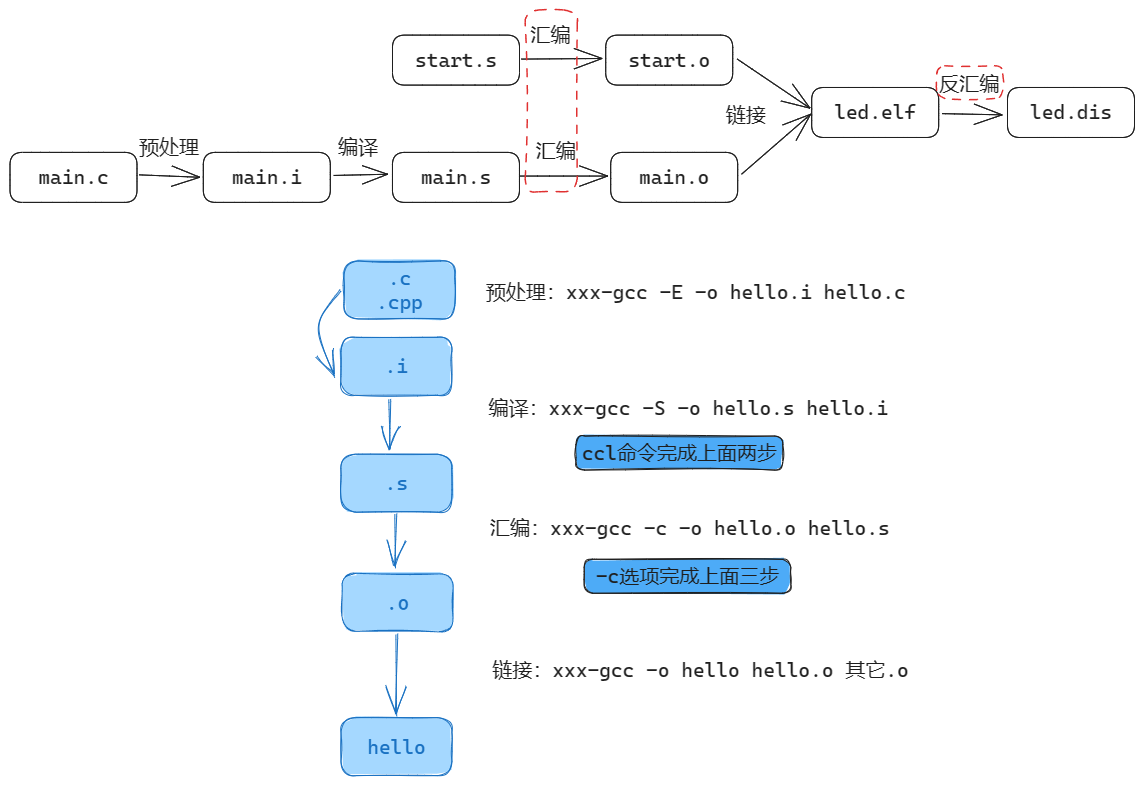 汇编
start.s
start.o
反汇编
链接
led.elf
led.dis
预处理
编译
汇编
main.c
main.i
main.s
main.o
.c
.cpp
预处理：xxx-gcc -E -o hello.i hello.c
.i
编译：xxx-gcc -S -o hello.s hello.i
ccl命令完成上面两步
.s
汇编：xxx-gcc -c -o hello.o hello.s
-c选项完成上面三步
.o
链接：xxx-gcc -o hello hello.o 其它.o
hello